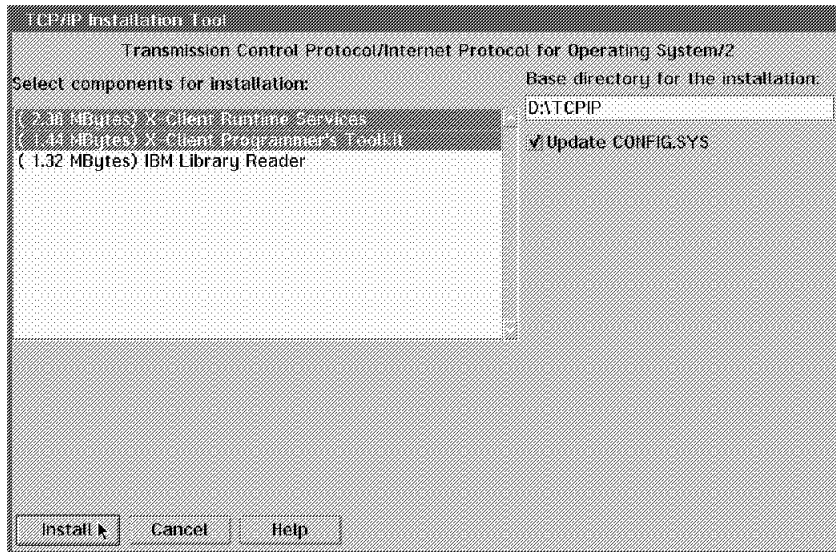 TCP/IP Installation Tool
Transmission Control Protocol/Internet Protocol for Operating System/2
Select components for installation:
( 2.38 MBytes) X-Client Runtime Services
( 1.44 MBytes) X-Client Programmer's Toolkit
( 1.32 MBytes) IBM Library Reader
Base directory for the installation:
D:\TCPIP
Update CONFIG.SYS
Install
Cancel
Help